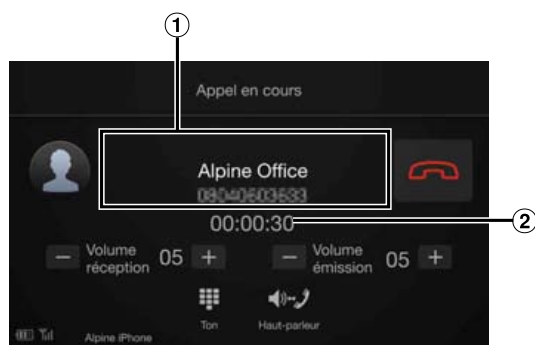 1
Appel en cours
Alpine Office
08040603633
00:00:30
2
− Volume réception 05 +
− Volume émission 05 +
Ton
Haut-parleur
Alpine iPhone